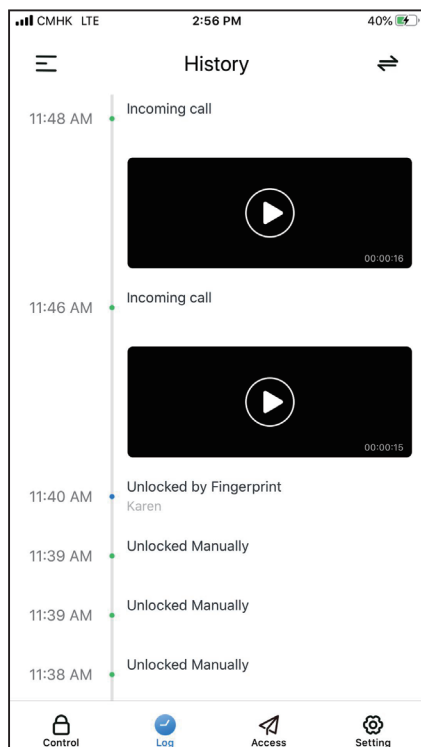 CMHK LTE 2:56 PM 40%
History
11:48 AM Incoming call
00:00:16
11:46 AM Incoming call
00:00:15
11:40 AM Unlocked by Fingerprint
Karen
11:39 AM Unlocked Manually
11:39 AM Unlocked Manually
11:38 AM Unlocked Manually
Control Log Access Setting